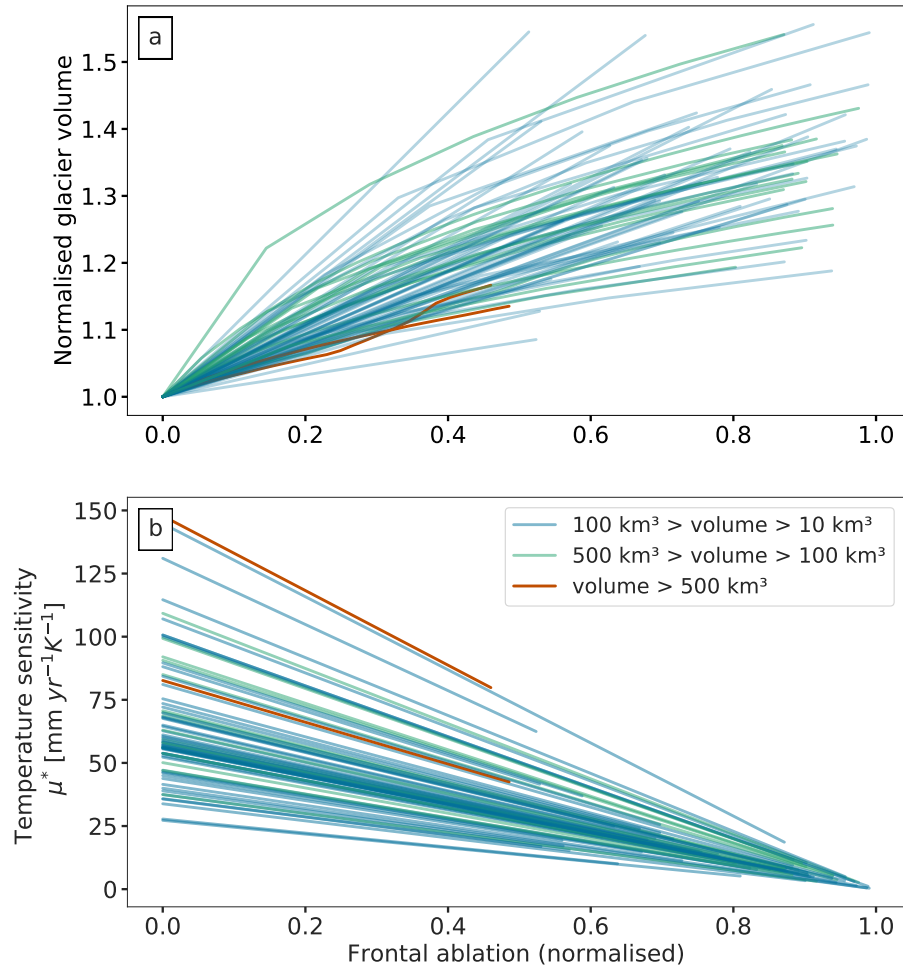 a
Normalised glacier volume
1.5
1.4
1.3
1.2
1.1
1.0
0.0 0.2 0.4 0.6 0.8 1.0
b
Temperature sensitivity
μ* [mm yr⁻¹K⁻¹]
150
125
100
75
50
25
0
100 km³ > volume > 10 km³
500 km³ > volume > 100 km³
volume > 500 km³
0.0 0.2 0.4 0.6 0.8 1.0
Frontal ablation (normalised)